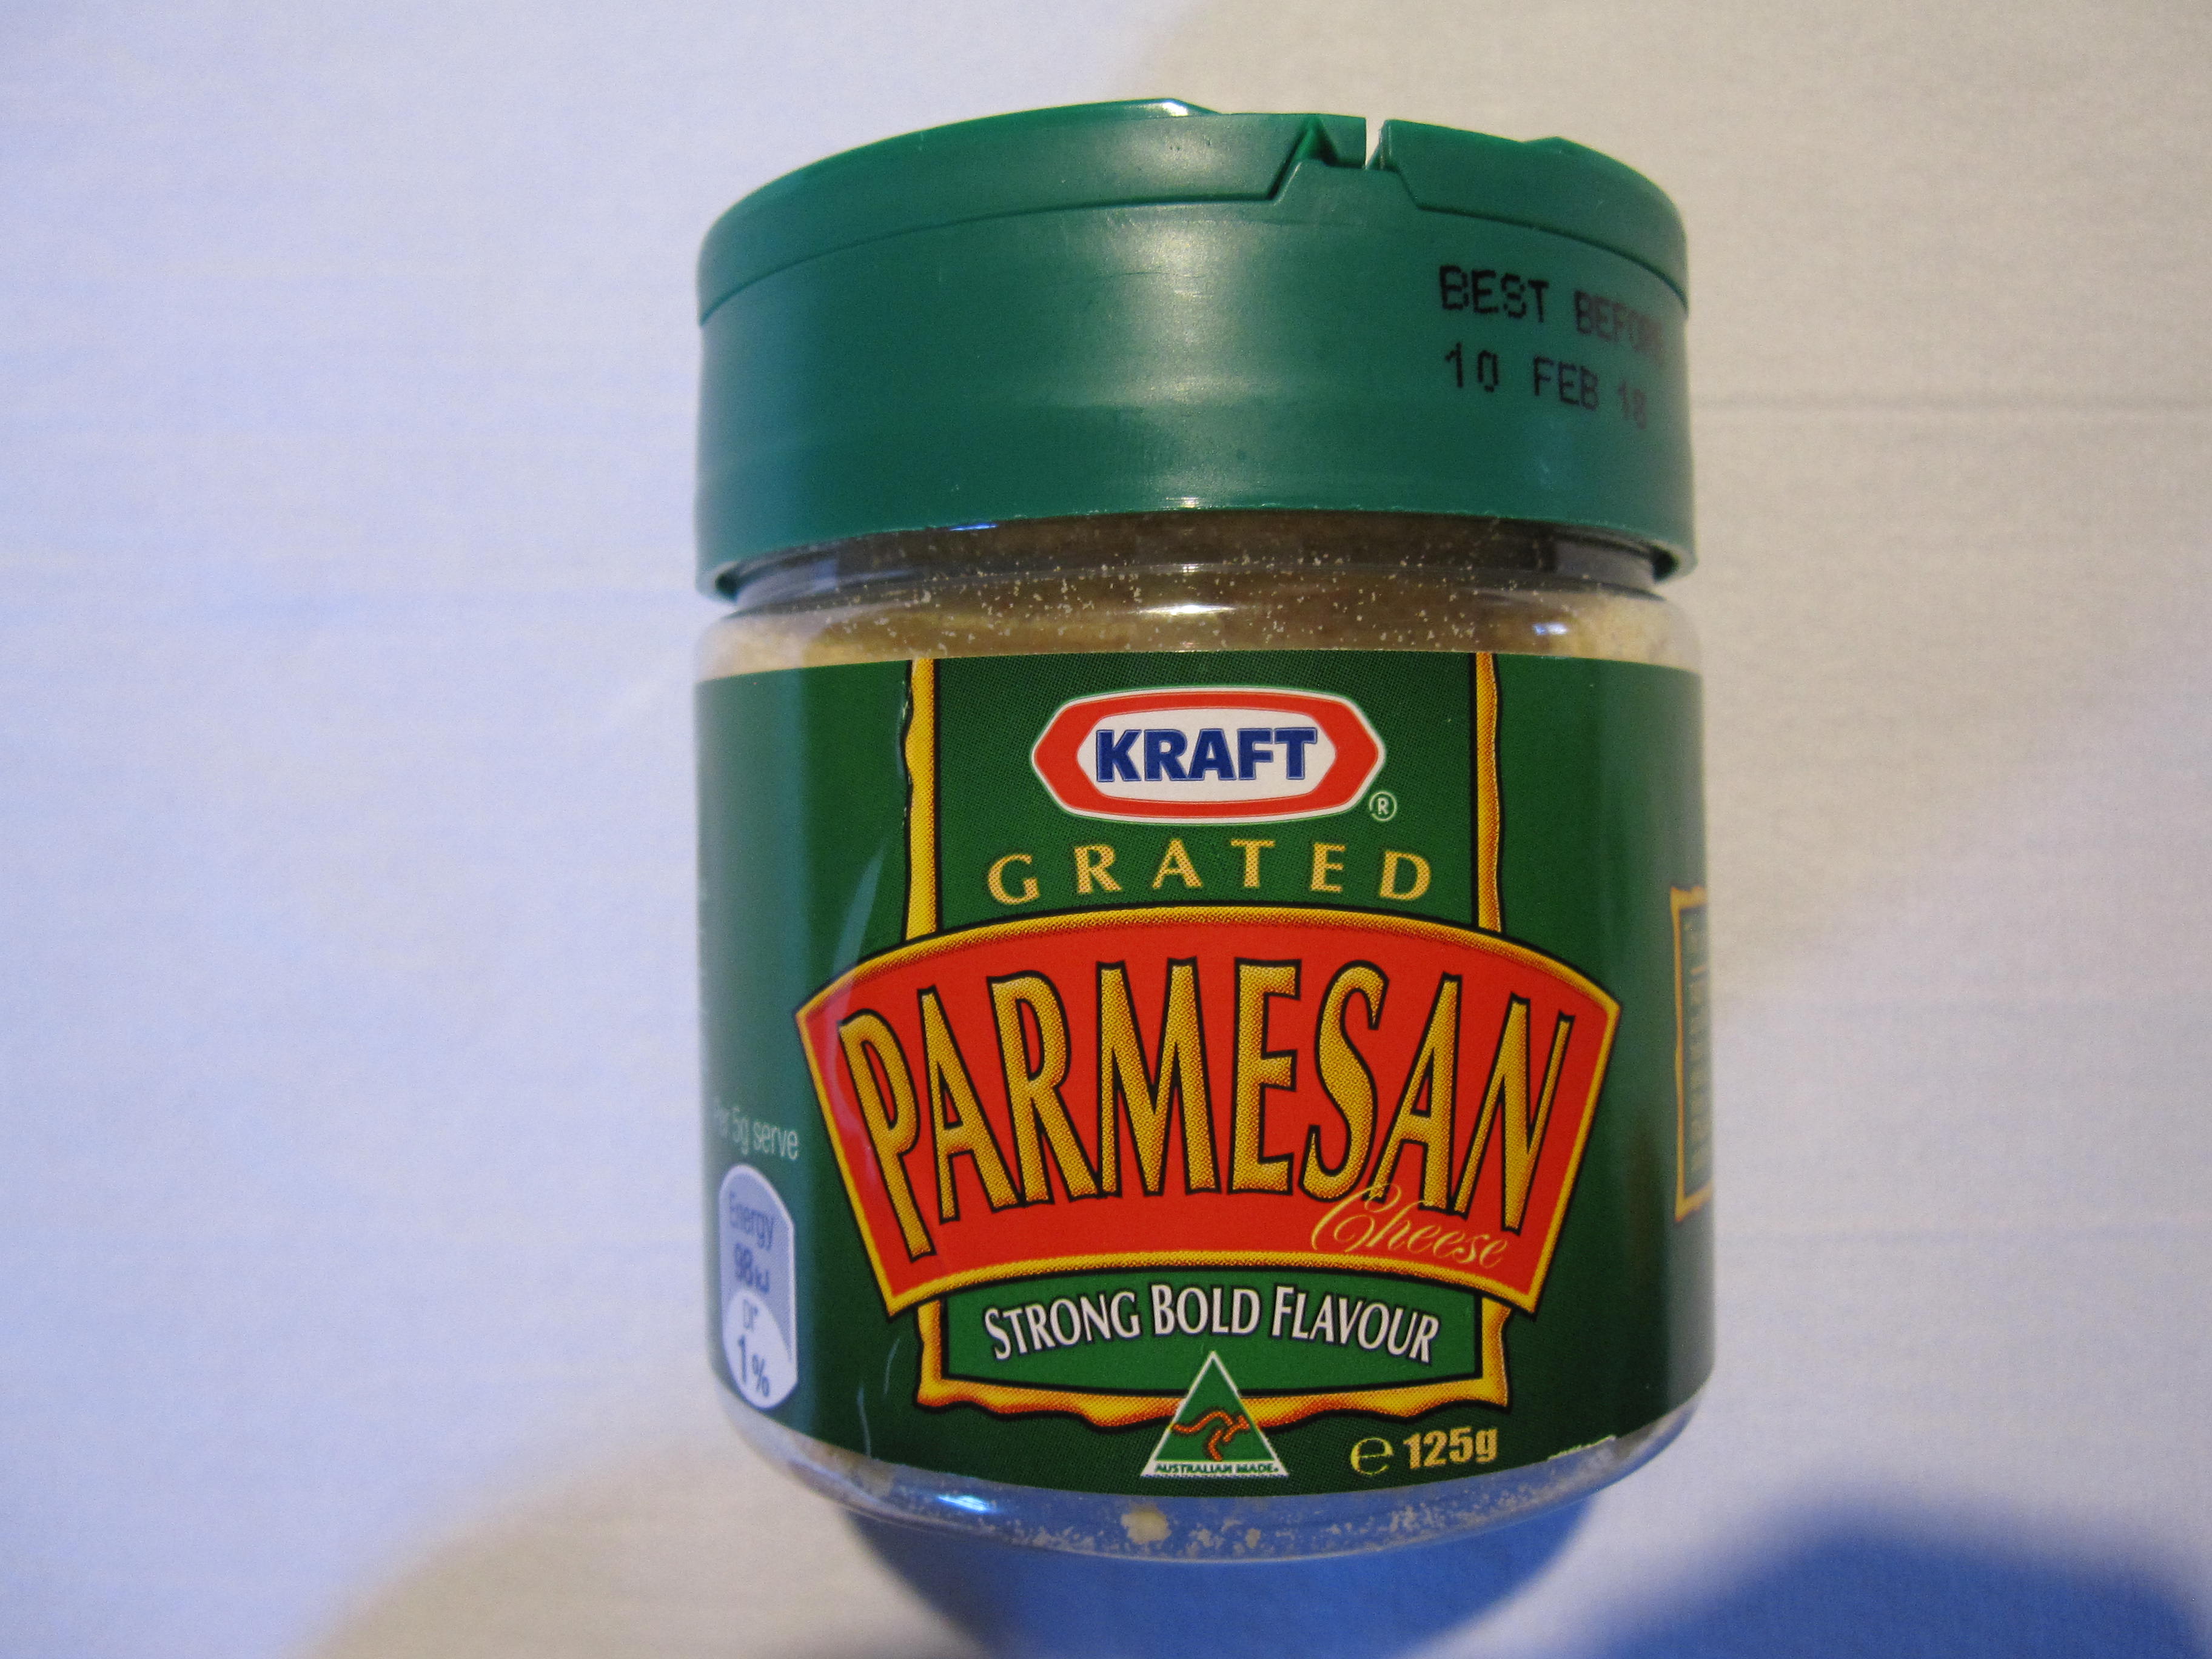 BEST BEFORE
10 FEB 18
KRAFT
®
GRATED
PARMESAN
Cheese
STRONG BOLD FLAVOUR
Per 5g serve
Energy
98kJ
DI*
1%
AUSTRALIAN MADE.
e 125g